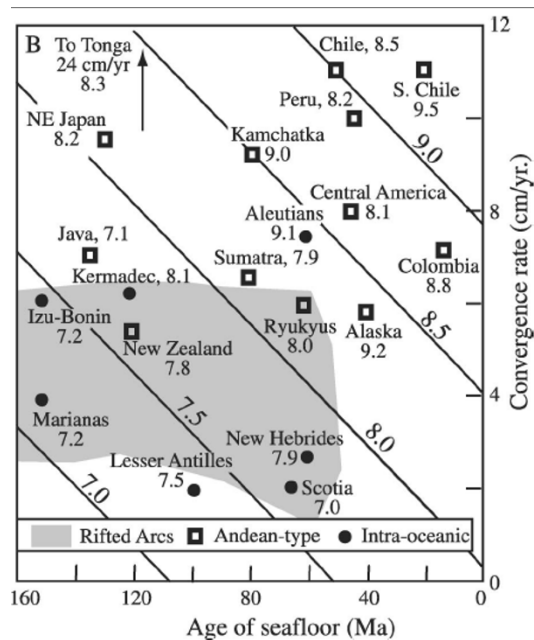 B
To Tonga
24 cm/yr
8.3
Chile, 8.5
S. Chile
9.5
Peru, 8.2
NE Japan
8.2
Kamchatka
9.0
9.0
Central America
8.1
Aleutians
9.1
Java, 7.1
Sumatra, 7.9
Colombia
8.8
Kermadec, 8.1
Izu-Bonin
7.2
Ryukyus
8.0
Alaska
9.2
8.5
New Zealand
7.8
7.5
8.0
Marianas
7.2
New Hebrides
7.9
Lesser Antilles
7.5
Scotia
7.0
7.0
Rifted Arcs
Andean-type
Intra-oceanic
12
8
4
0
Convergence rate (cm/yr.)
160
120
80
40
0
Age of seafloor (Ma)